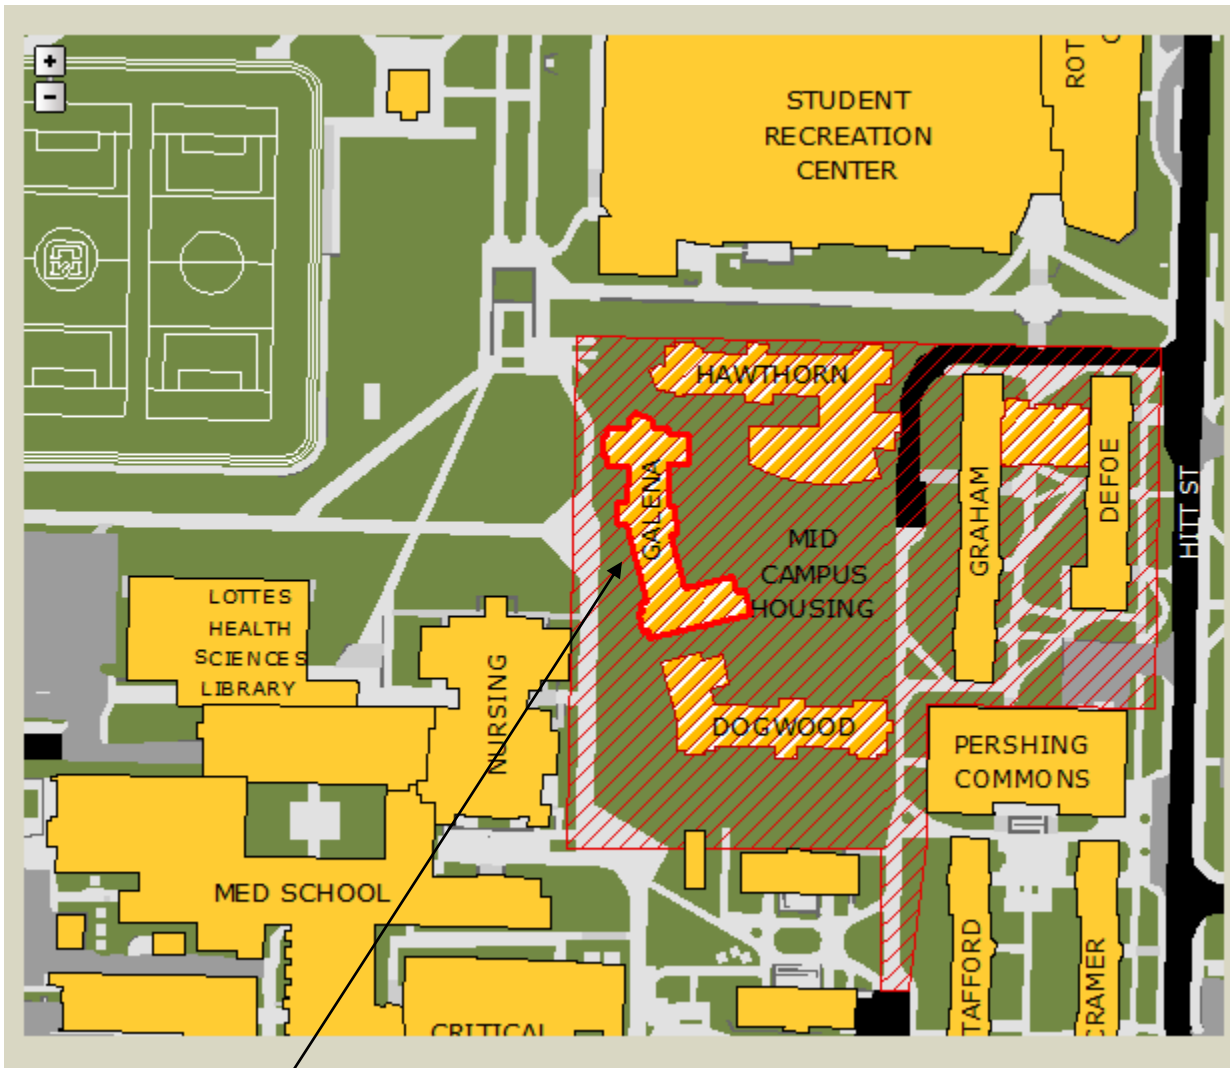 +
−
STUDENT
RECREATION
CENTER
ROT
C
HAWTHORN
GALENA
MID
CAMPUS
HOUSING
GRAHAM
DEFOE
HITT ST
LOTTES
HEALTH
SCIENCES
LIBRARY
NURSING
DOGWOOD
PERSHING
COMMONS
MED SCHOOL
TAFFORD
CRAMER
CRITICAL